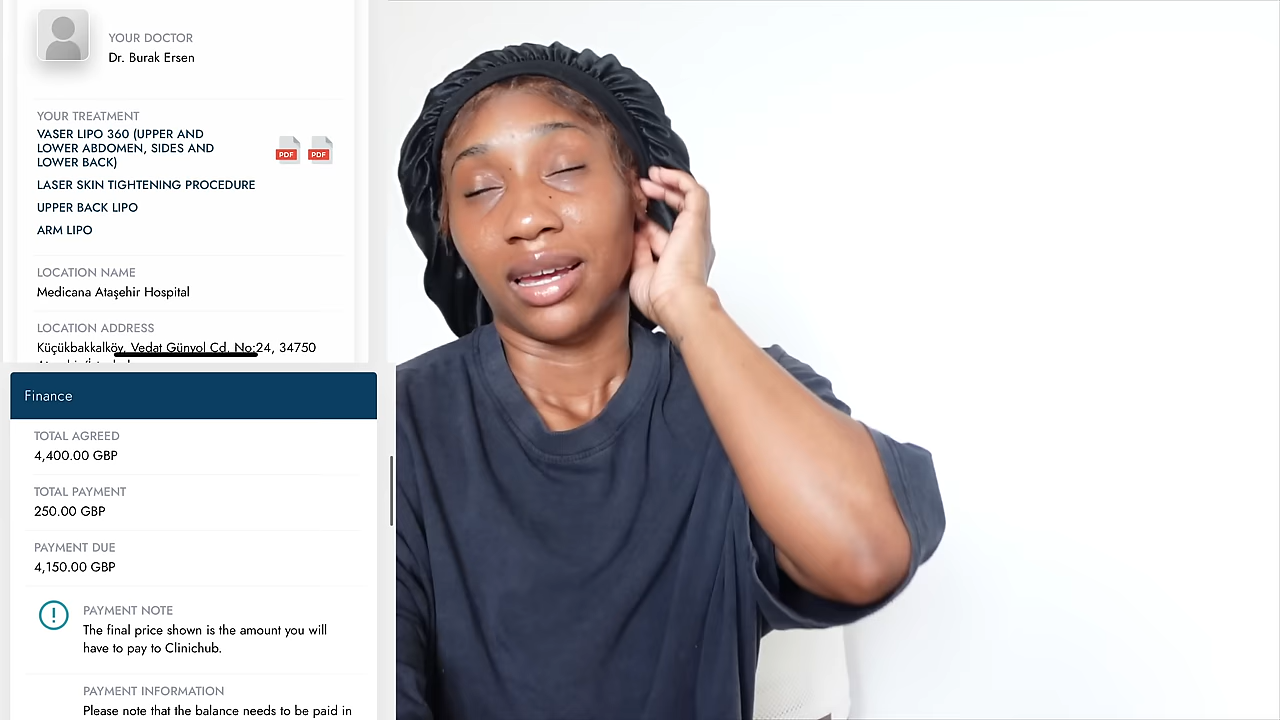 YOUR DOCTOR
Dr. Burak Ersen
YOUR TREATMENT
VASER LIPO 360 (UPPER AND
LOWER ABDOMEN, SIDES AND
LOWER BACK)
PDF PDF
LASER SKIN TIGHTENING PROCEDURE
UPPER BACK LIPO
ARM LIPO
LOCATION NAME
Medicana Ataşehir Hospital
LOCATION ADDRESS
Küçükbakkalköy, Vedat Günyol Cd. No:24, 34750
Finance
TOTAL AGREED
4,400.00 GBP
TOTAL PAYMENT
250.00 GBP
PAYMENT DUE
4,150.00 GBP
PAYMENT NOTE
The final price shown is the amount you will
have to pay to Clinichub.
PAYMENT INFORMATION
Please note that the balance needs to be paid in